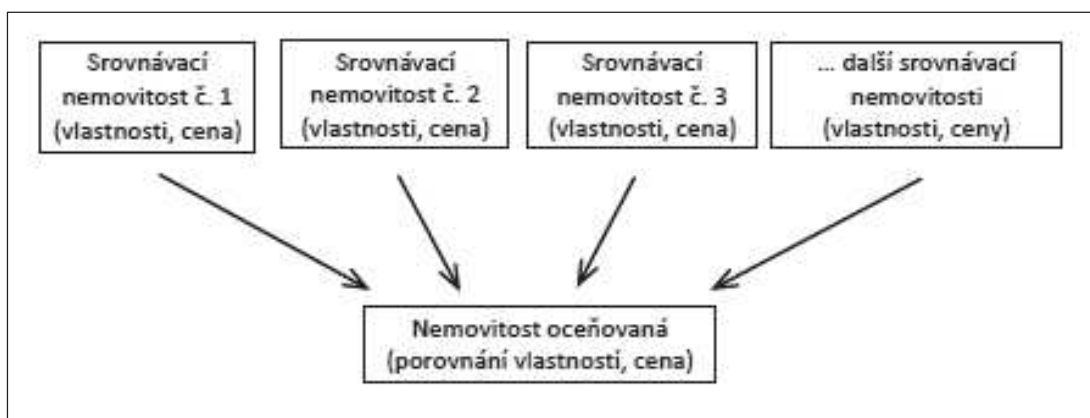 Srovnávací
nemovitost č. 1
(vlastnosti, cena)
Srovnávací
nemovitost č. 2
(vlastnosti, cena)
Srovnávací
nemovitost č. 3
(vlastnosti, cena)
... další srovnávací
nemovitosti
(vlastnosti, ceny)
Nemovitost oceňovaná
(porovnání vlastností, cena)